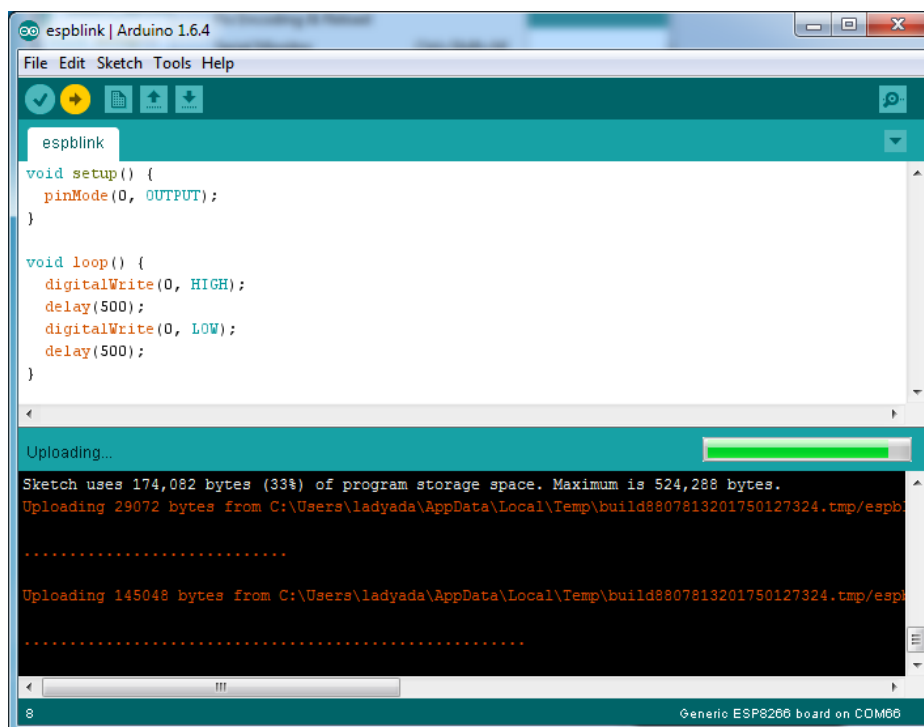 espblink | Arduino 1.6.4
File Edit Sketch Tools Help
espblink
void setup() {
  pinMode(0, OUTPUT);
}
void loop() {
  digitalWrite(0, HIGH);
  delay(500);
  digitalWrite(0, LOW);
  delay(500);
}
Uploading...
Sketch uses 174,082 bytes (33%) of program storage space. Maximum is 524,288 bytes.
Uploading 29072 bytes from C:\Users\ladyada\AppData\Local\Temp\build8807813201750127324.tmp/espbl
.............................
Uploading 145048 bytes from C:\Users\ladyada\AppData\Local\Temp\build8807813201750127324.tmp/esp
.......................................................
8
Generic ESP8266 board on COM66